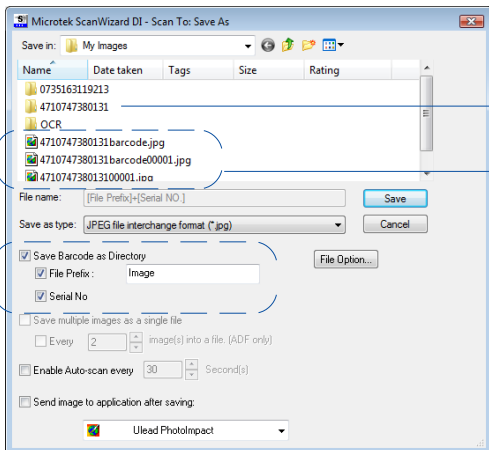 Microtek ScanWizard DI - Scan To: Save As
Save in: My Images
Name Date taken Tags Size Rating
0735163119213
4710747380131
OCR
4710747380131barcode.jpg
4710747380131barcode00001.jpg
471074738013100001.jpg
File name: [File Prefix]+[Serial NO.] Save
Save as type: JPEG file interchange format (*.jpg) Cancel
Save Barcode as Directory File Option...
File Prefix : Image
Serial No
Save multiple images as a single file
Every 2 image(s) into a file. (ADF only)
Enable Auto-scan every 30 Second(s)
Send image to application after saving:
Ulead PhotoImpact